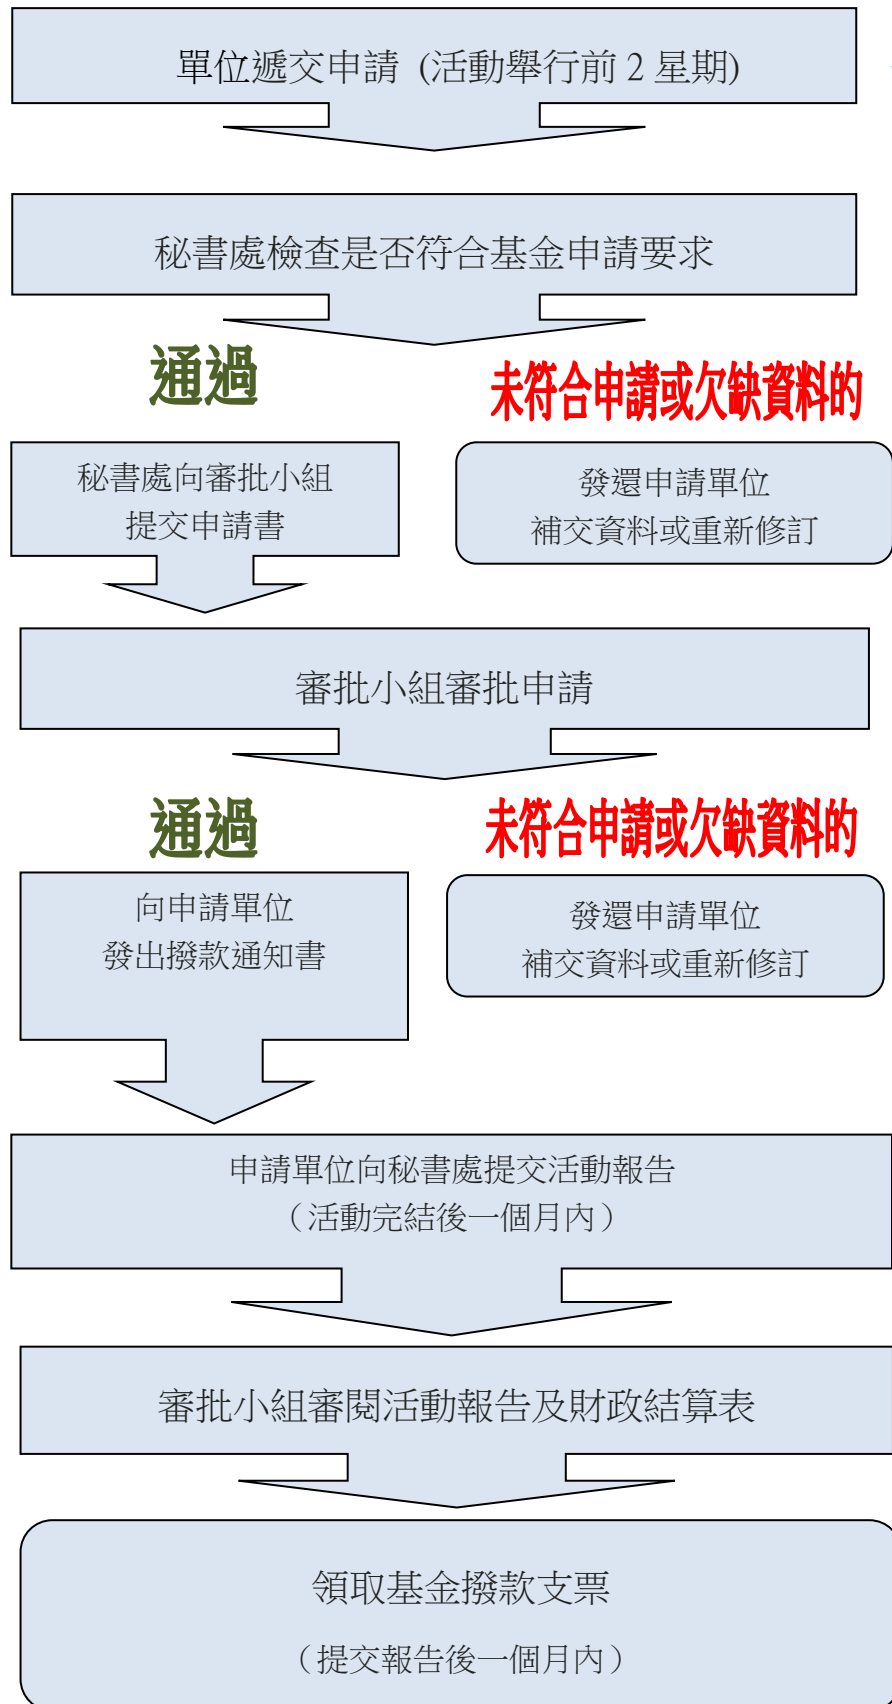 單位遞交申請 (活動舉行前 2 星期)
秘書處檢查是否符合基金申請要求
通過
未符合申請或欠缺資料的
秘書處向審批小組
提交申請書
發還申請單位
補交資料或重新修訂
審批小組審批申請
通過
未符合申請或欠缺資料的
向申請單位
發出撥款通知書
發還申請單位
補交資料或重新修訂
申請單位向秘書處提交活動報告
（活動完結後一個月內）
審批小組審閱活動報告及財政結算表
領取基金撥款支票
（提交報告後一個月內）